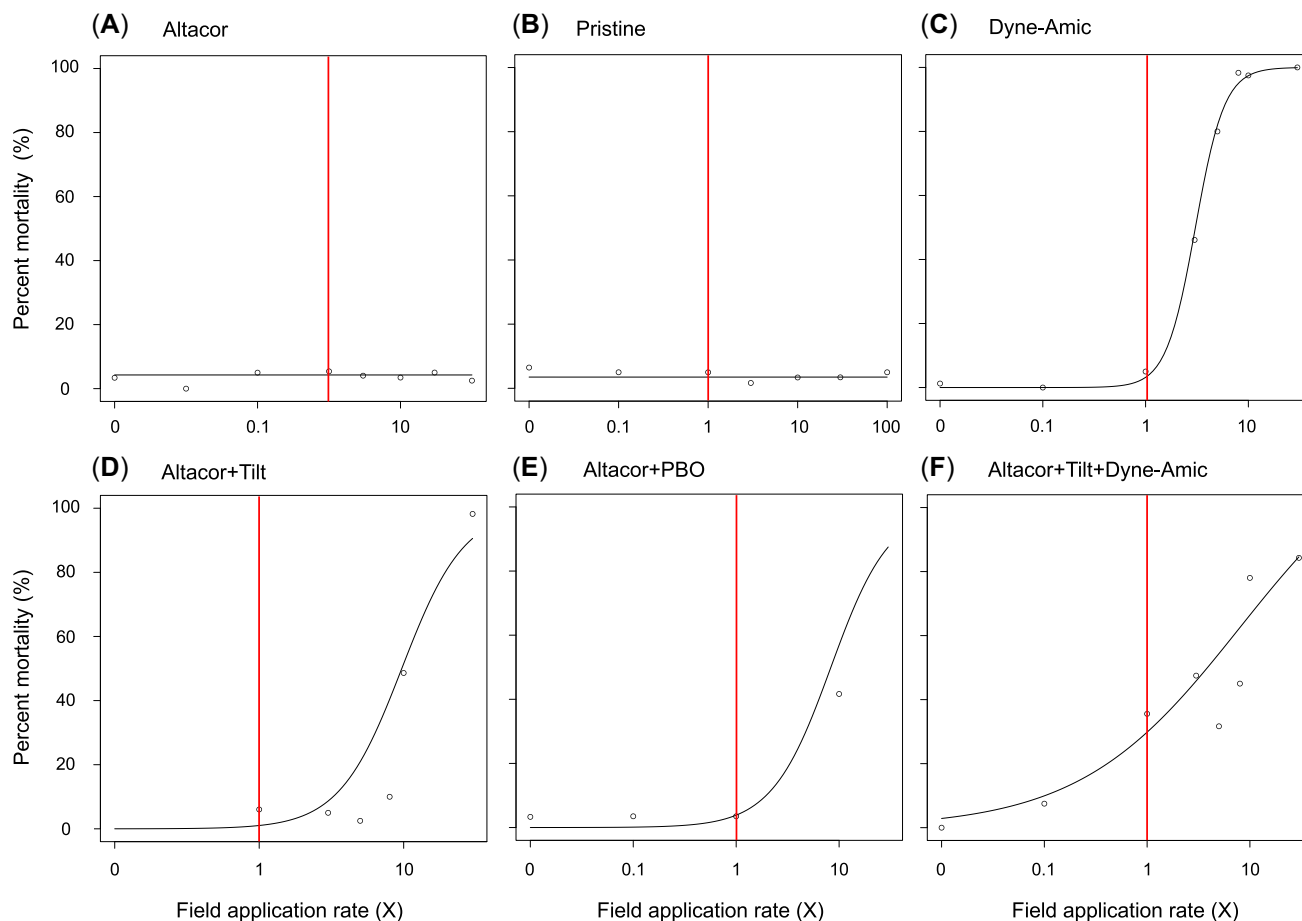 (A) Altacor
(B) Pristine
(C) Dyne-Amic
Percent mortality (%)
100
80
60
40
20
0
0 0.1 10
0 0.1 1 10 100
0 0.1 1 10
(D) Altacor+Tilt
(E) Altacor+PBO
(F) Altacor+Tilt+Dyne-Amic
Percent mortality (%)
100
80
60
40
20
0
0 1 10
0 0.1 1 10
0 0.1 1 10
Field application rate (X)
Field application rate (X)
Field application rate (X)